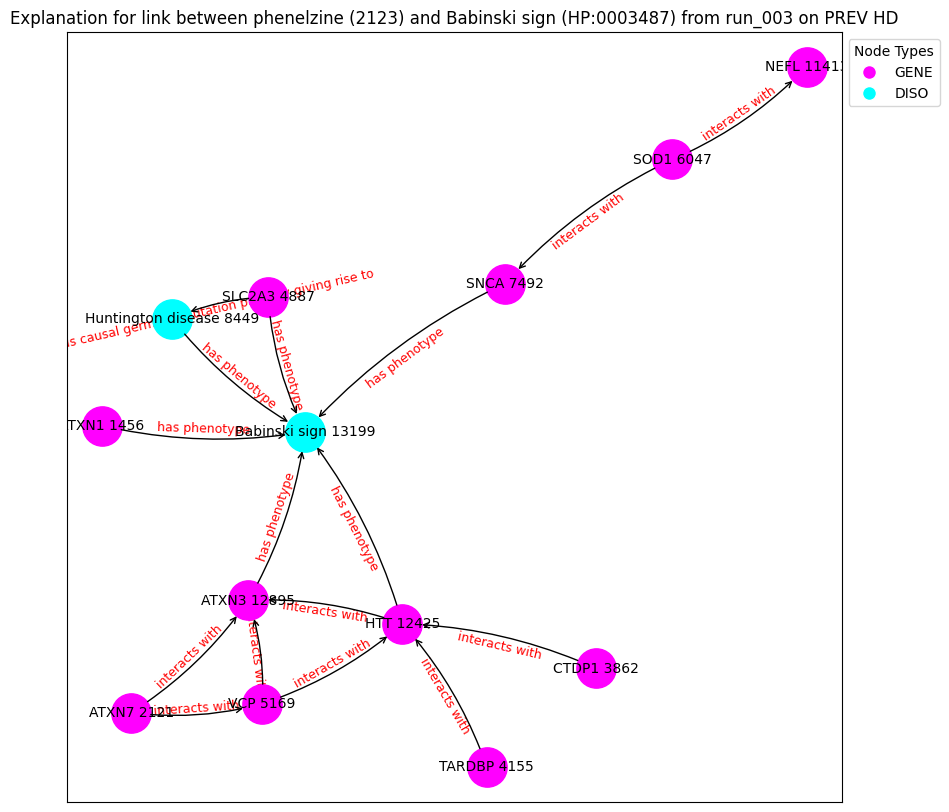 Explanation for link between phenelzine (2123) and Babinski sign (HP:0003487) from run_003 on PREV HD
Node Types
GENE
DISO
NEFL 11413
interacts with
SOD1 6047
interacts with
SNCA 7492
SLC2A3 4887
giving rise to
Huntington disease 8449
causal
has phenotype
has phenotype
has phenotype
TXN1 1456
has phenotype
Babinski sign 13199
has phenotype
has phenotype
ATXN3 12895
interacts with
HTT 12425
interacts with
interacts with
interacts with
CTDP1 3862
interacts with
VCP 5169
ATXN7 2121
interacts with
interacts with
TARDBP 4155